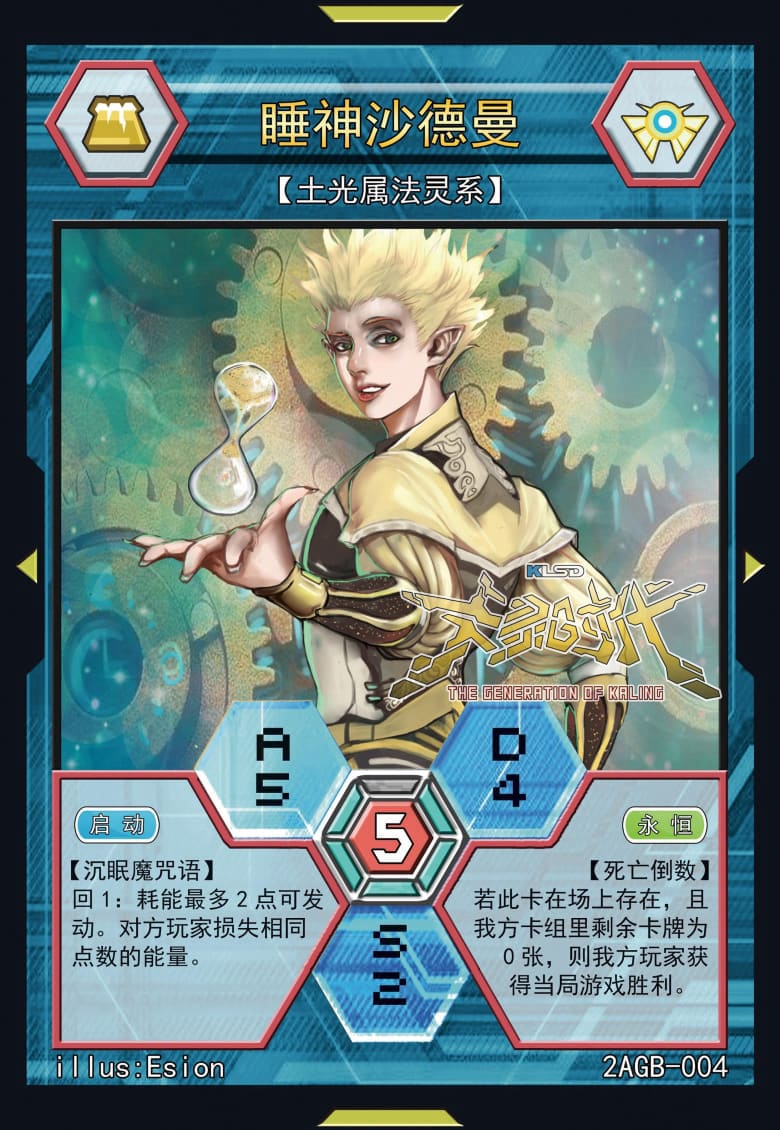 睡神沙德曼
【土光属法灵系】
KLSD
卡灵时代
THE GENERATION OF KALING
A
5
D
4
5
S
2
启动
【沉眠魔咒语】
回1：耗能最多2点可发
动。对方玩家损失相同
点数的能量。
永恒
【死亡倒数】
若此卡在场上存在，且
我方卡组里剩余卡牌为
0张，则我方玩家获
得当局游戏胜利。
illus:Esion
2AGB-004